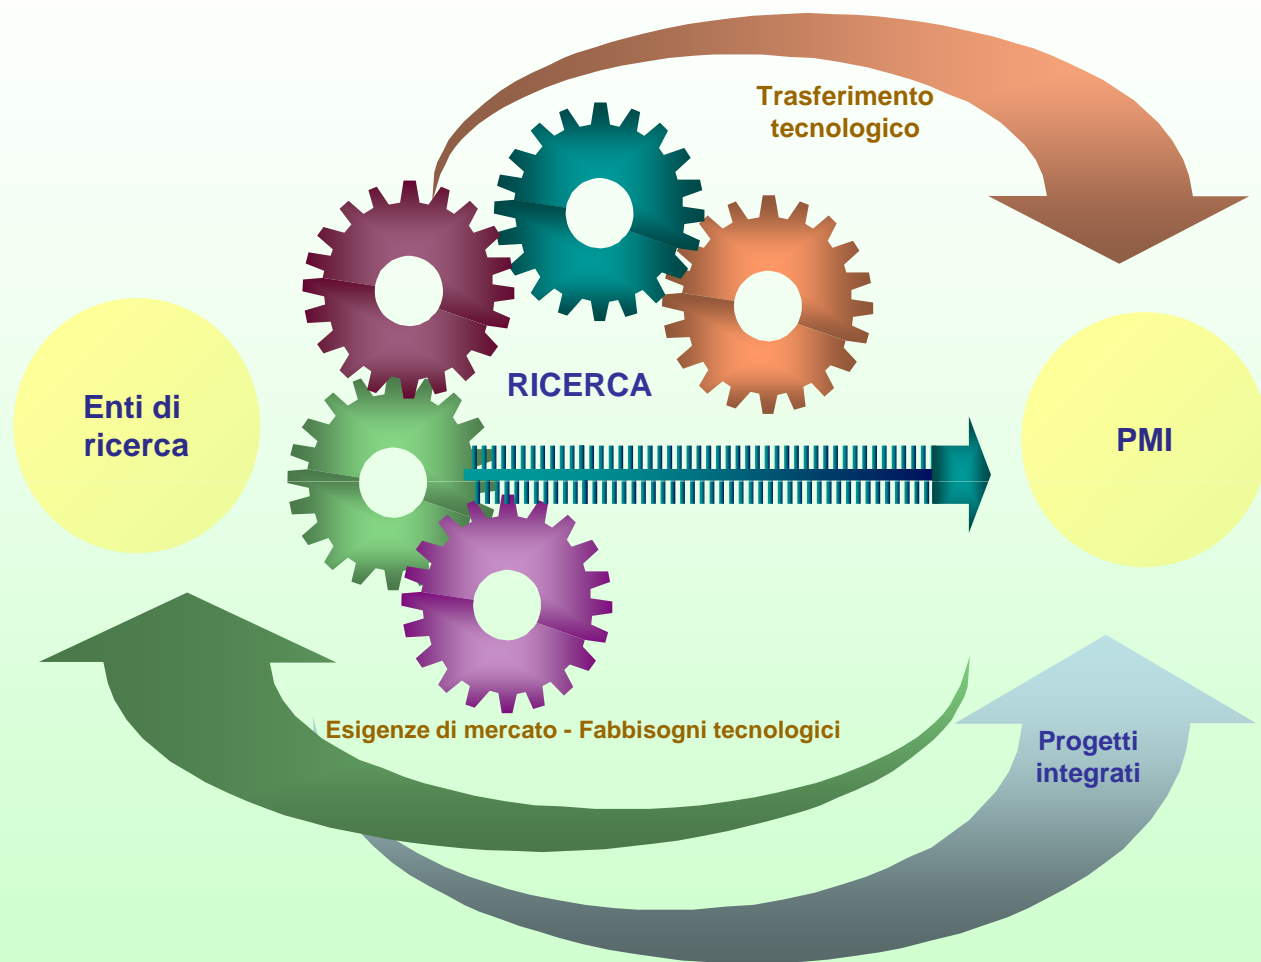 Trasferimento
tecnologico
RICERCA
Enti di
ricerca
PMI
Esigenze di mercato - Fabbisogni tecnologici
Progetti
integrati